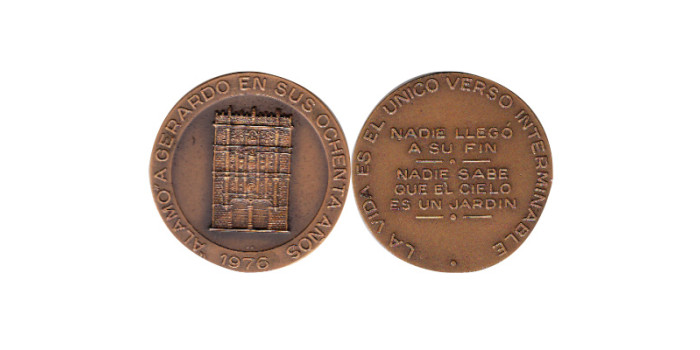 "ALAMO" A GERARDO EN SUS OCHENTA AÑOS
1976
LA VIDA ES EL UNICO VERSO INTERMINABLE
NADIE LLEGÓ
A SU FIN
NADIE SABE
QUE EL CIELO
ES UN JARDIN